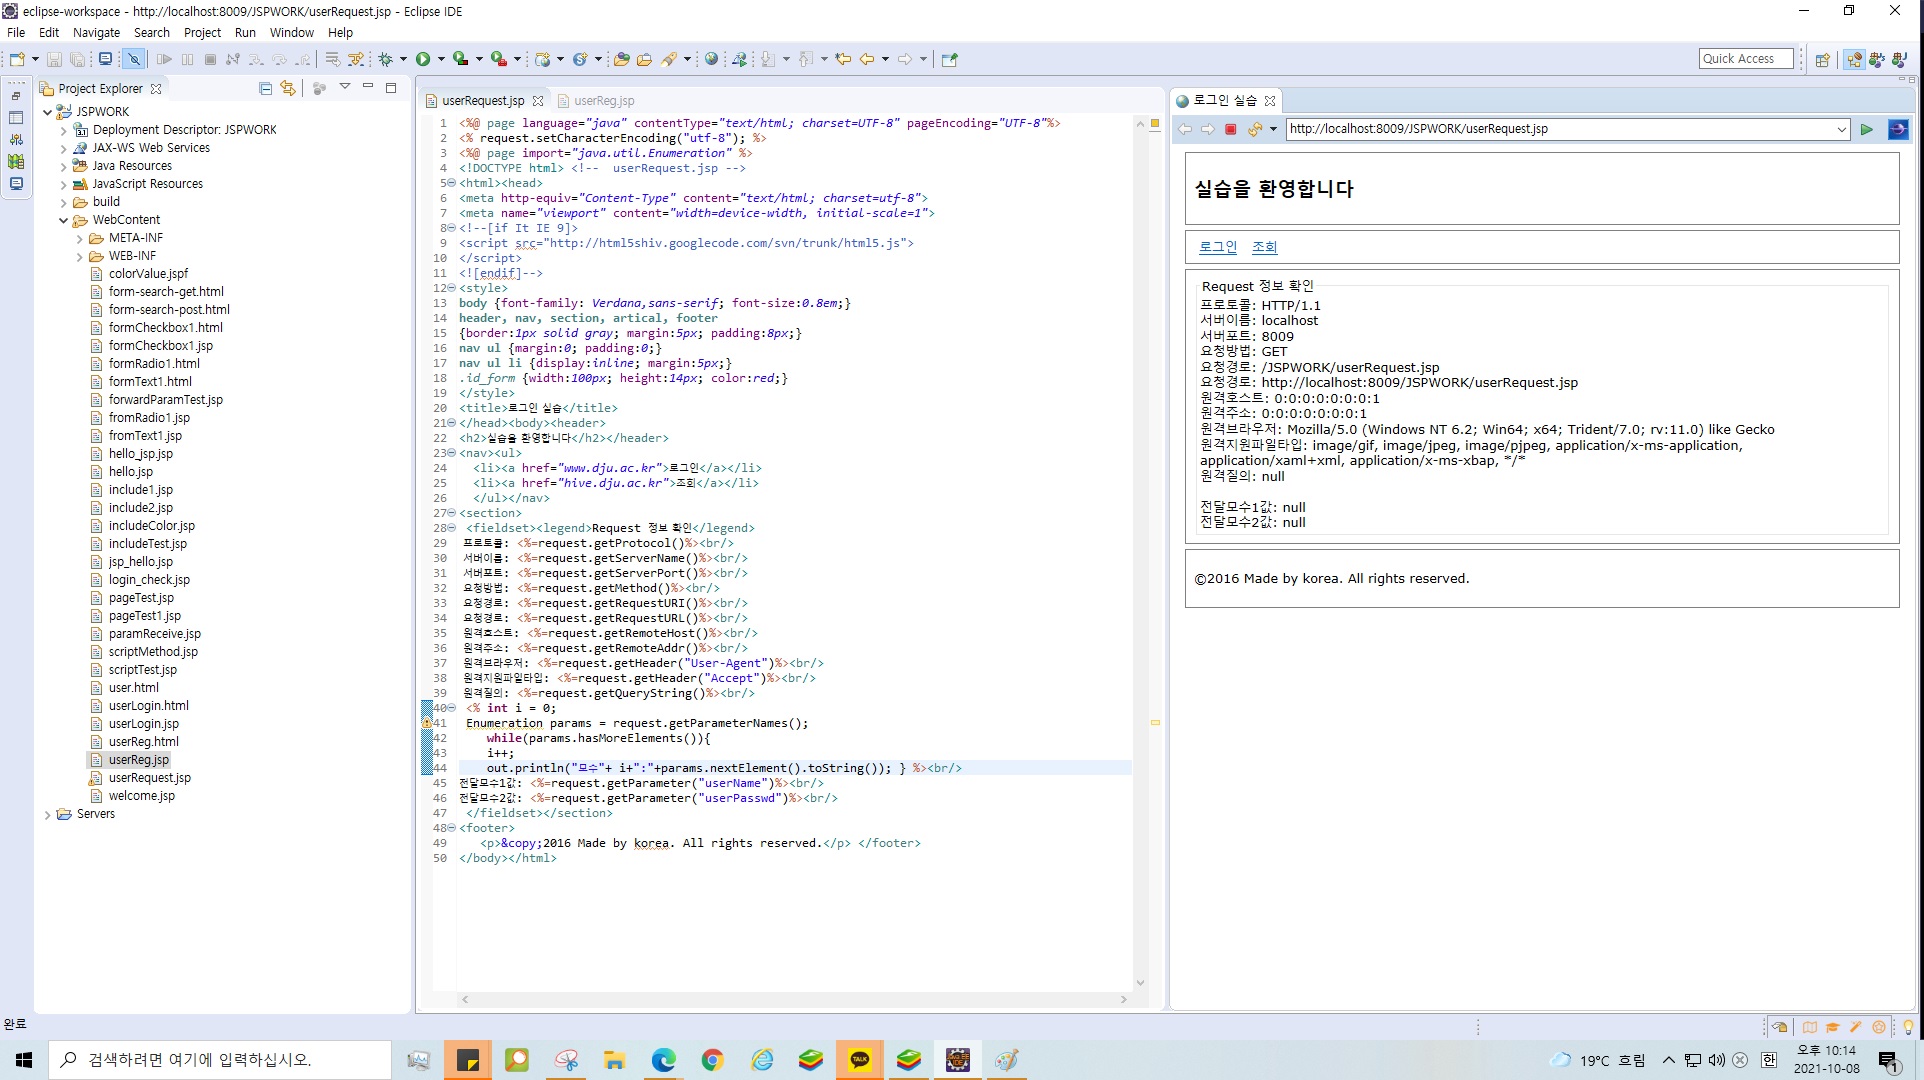 eclipse-workspace - http://localhost:8009/JSPWORK/userRequest.jsp - Eclipse IDE
File Edit Navigate Search Project Run Window Help
Quick Access
Project Explorer
JSPWORK
Deployment Descriptor: JSPWORK
JAX-WS Web Services
Java Resources
JavaScript Resources
build
WebContent
META-INF
WEB-INF
colorValue.jspf
form-search-get.html
form-search-post.html
formCheckbox1.html
formCheckbox1.jsp
formRadio1.html
formText1.html
forwardParamTest.jsp
fromRadio1.jsp
fromText1.jsp
hello_jsp.jsp
hello.jsp
include1.jsp
include2.jsp
includeColor.jsp
includeTest.jsp
jsp_hello.jsp
login_check.jsp
pageTest.jsp
pageTest1.jsp
paramReceive.jsp
scriptMethod.jsp
scriptTest.jsp
user.html
userLogin.html
userLogin.jsp
userReg.html
userReg.jsp
userRequest.jsp
welcome.jsp
Servers
userRequest.jsp userReg.jsp
1 <%@ page language="java" contentType="text/html; charset=UTF-8" pageEncoding="UTF-8"%>
2 <% request.setCharacterEncoding("utf-8"); %>
3 <%@ page import="java.util.Enumeration" %>
4 <!DOCTYPE html> <!--  userRequest.jsp -->
5 <html><head>
6 <meta http-equiv="Content-Type" content="text/html; charset=utf-8">
7 <meta name="viewport" content="width=device-width, initial-scale=1">
8 <!--[if It IE 9]>
9 <script src="http://html5shiv.googlecode.com/svn/trunk/html5.js">
10 </script>
11 <![endif]-->
12 <style>
13 body {font-family: Verdana,sans-serif; font-size:0.8em;}
14 header, nav, section, artical, footer
15 {border:1px solid gray; margin:5px; padding:8px;}
16 nav ul {margin:0; padding:0;}
17 nav ul li {display:inline; margin:5px;}
18 .id_form {width:100px; height:14px; color:red;}
19 </style>
20 <title>로그인 실습</title>
21 </head><body><header>
22 <h2>실습을 환영합니다</h2></header>
23 <nav><ul>
24 <li><a href="www.dju.ac.kr">로그인</a></li>
25 <li><a href="hive.dju.ac.kr">조회</a></li>
26 </ul></nav>
27 <section>
28 <fieldset><legend>Request 정보 확인</legend>
29 프로토콜: <%=request.getProtocol()%><br/>
30 서버이름: <%=request.getServerName()%><br/>
31 서버포트: <%=request.getServerPort()%><br/>
32 요청방법: <%=request.getMethod()%><br/>
33 요청경로: <%=request.getRequestURI()%><br/>
34 요청경로: <%=request.getRequestURL()%><br/>
35 원격호스트: <%=request.getRemoteHost()%><br/>
36 원격주소: <%=request.getRemoteAddr()%><br/>
37 원격브라우저: <%=request.getHeader("User-Agent")%><br/>
38 원격지원파일타입: <%=request.getHeader("Accept")%><br/>
39 원격질의: <%=request.getQueryString()%><br/>
40 <% int i = 0;
41 Enumeration params = request.getParameterNames();
42 while(params.hasMoreElements()){
43 i++;
44 out.println("모수"+ i+":"+params.nextElement().toString()); } %><br/>
45 전달모수1값: <%=request.getParameter("userName")%><br/>
46 전달모수2값: <%=request.getParameter("userPasswd")%><br/>
47 </fieldset></section>
48 <footer>
49 <p>&copy;2016 Made by korea. All rights reserved.</p> </footer>
50 </body></html>
로그인 실습
http://localhost:8009/JSPWORK/userRequest.jsp
실습을 환영합니다
로그인 조회
Request 정보 확인
프로토콜: HTTP/1.1
서버이름: localhost
서버포트: 8009
요청방법: GET
요청경로: /JSPWORK/userRequest.jsp
요청경로: http://localhost:8009/JSPWORK/userRequest.jsp
원격호스트: 0:0:0:0:0:0:0:1
원격주소: 0:0:0:0:0:0:0:1
원격브라우저: Mozilla/5.0 (Windows NT 6.2; Win64; x64; Trident/7.0; rv:11.0) like Gecko
원격지원파일타입: image/gif, image/jpeg, image/pjpeg, application/x-ms-application,
application/xaml+xml, application/x-ms-xbap, */*
원격질의: null
전달모수1값: null
전달모수2값: null
©2016 Made by korea. All rights reserved.
완료
검색하려면 여기에 입력하십시오.
TALK
19°C 흐림
한
오후 10:14
2021-10-08
1